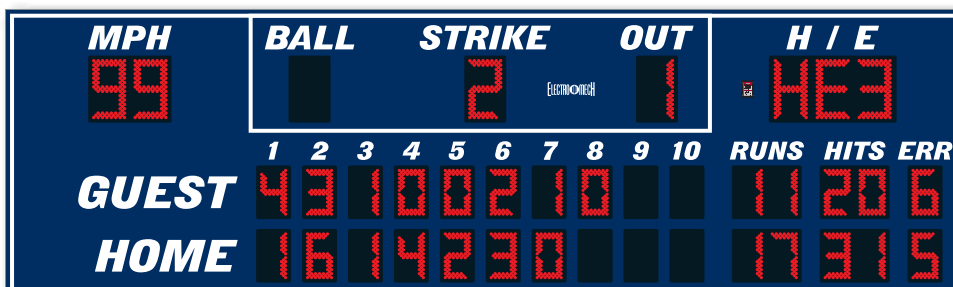 MPH BALL STRIKE OUT H / E
99 2 ELECTRO-MECH 1 HE3
1 2 3 4 5 6 7 8 9 10 RUNS HITS ERR
GUEST 4 3 1 0 0 2 1 0 11 20 6
HOME 1 6 1 4 2 3 0 17 31 5